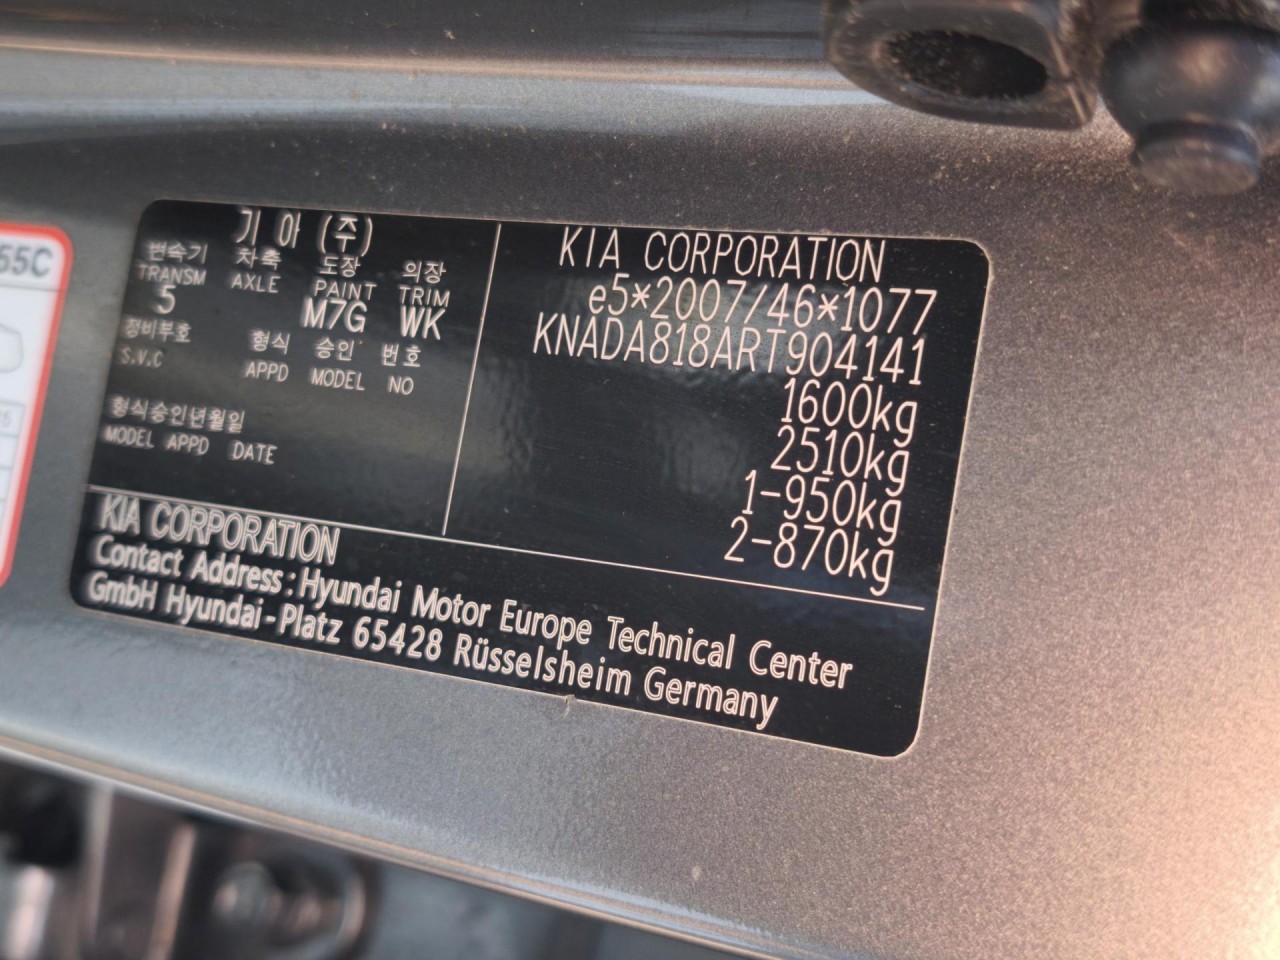 55C
기 아 (주)
변속기 차축 도장 의장
TRANSM AXLE PAINT TRIM
5 M7G WK
정비부호 형식 승인 번호
S.V.C APPD MODEL NO
형식승인년월일
MODEL APPD DATE
KIA CORPORATION
e5*2007/46*1077
KNADA818ART904141
1600kg
2510kg
1-950kg
2-870kg
KIA CORPORATION
Contact Address : Hyundai Motor Europe Technical Center
GmbH Hyundai-Platz 65428 Rüsselsheim Germany